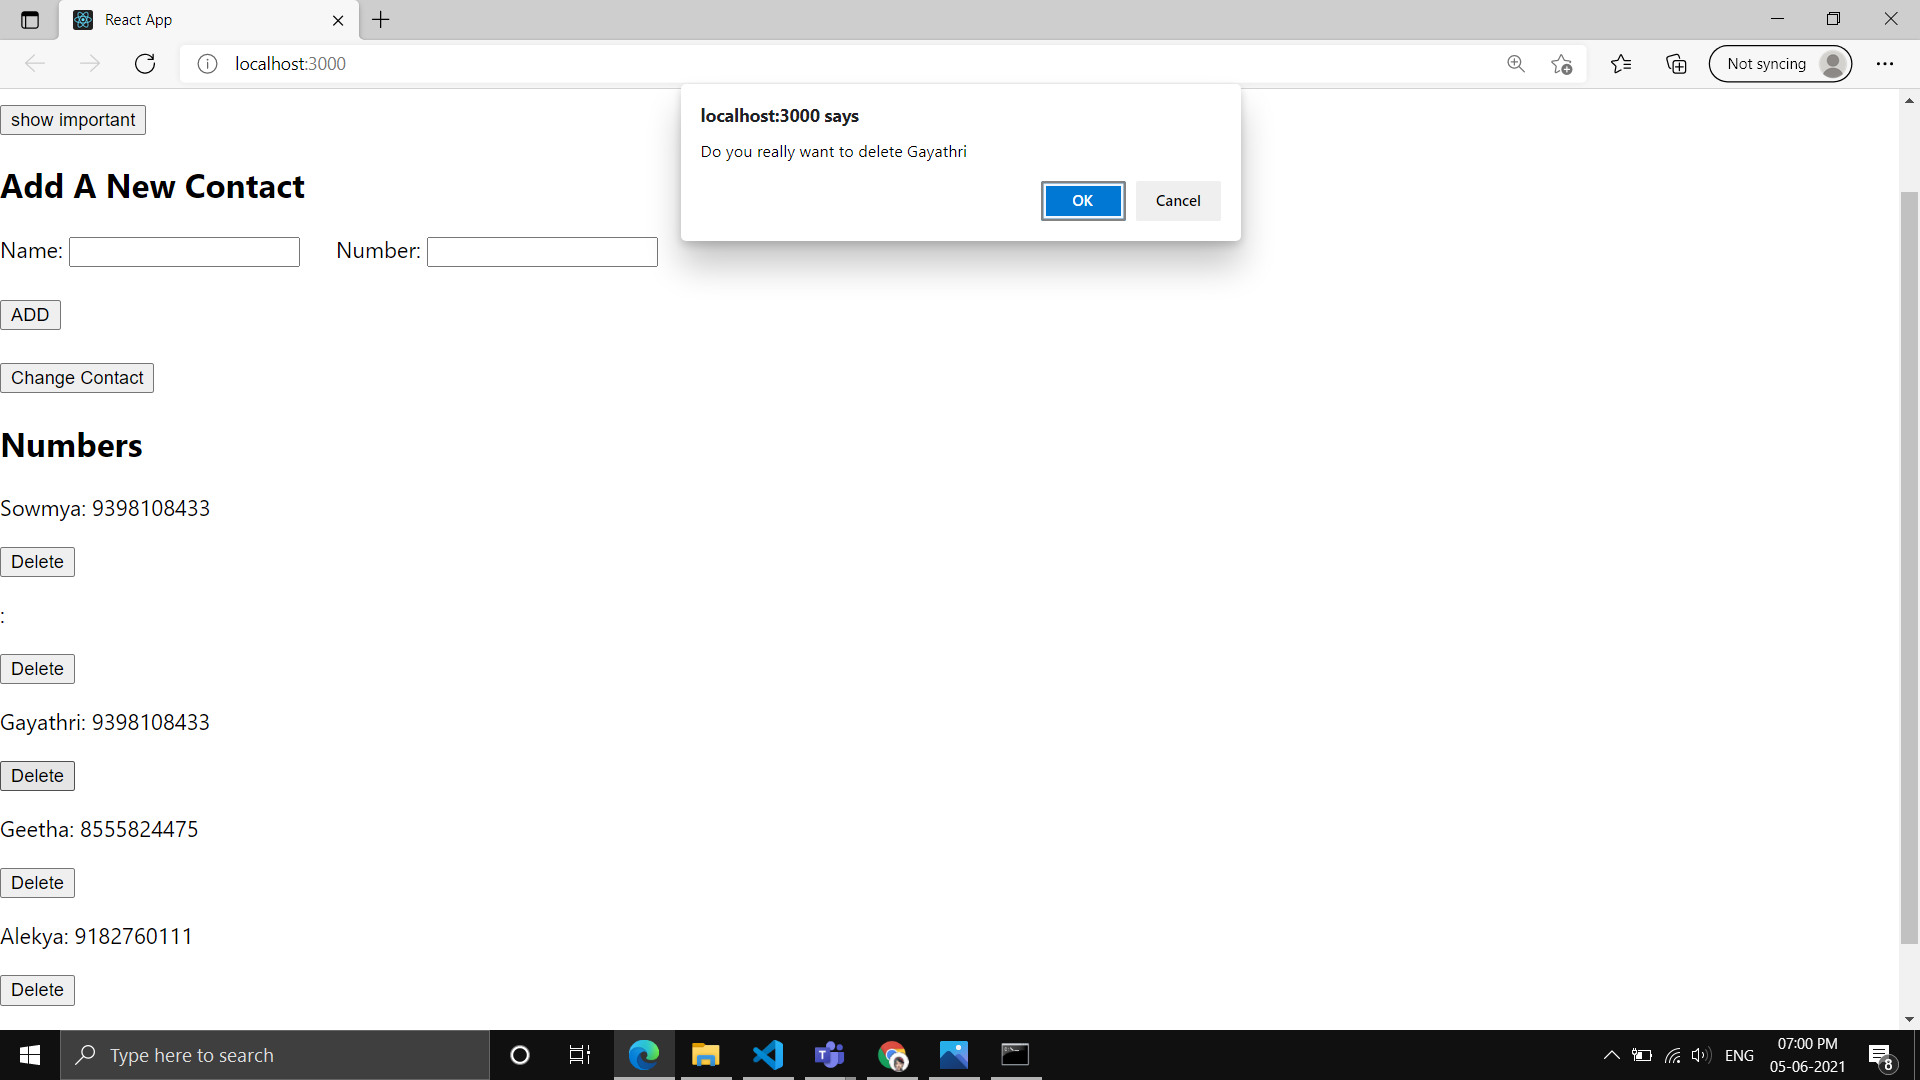 React App
localhost:3000
Not syncing
localhost:3000 says
Do you really want to delete Gayathri
OK
Cancel
show important
Add A New Contact
Name:
Number:
ADD
Change Contact
Numbers
Sowmya: 9398108433
Delete
:
Delete
Gayathri: 9398108433
Delete
Geetha: 8555824475
Delete
Alekya: 9182760111
Delete
Type here to search
ENG
07:00 PM
05-06-2021
8